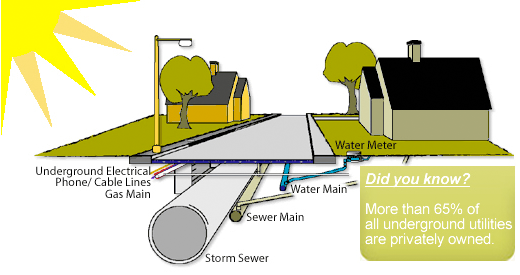 Water Meter
Underground Electrical
Phone/ Cable Lines
Gas Main
Water Main
Sewer Main
Storm Sewer
Did you know?
More than 65% of
all underground utilities
are privately owned.